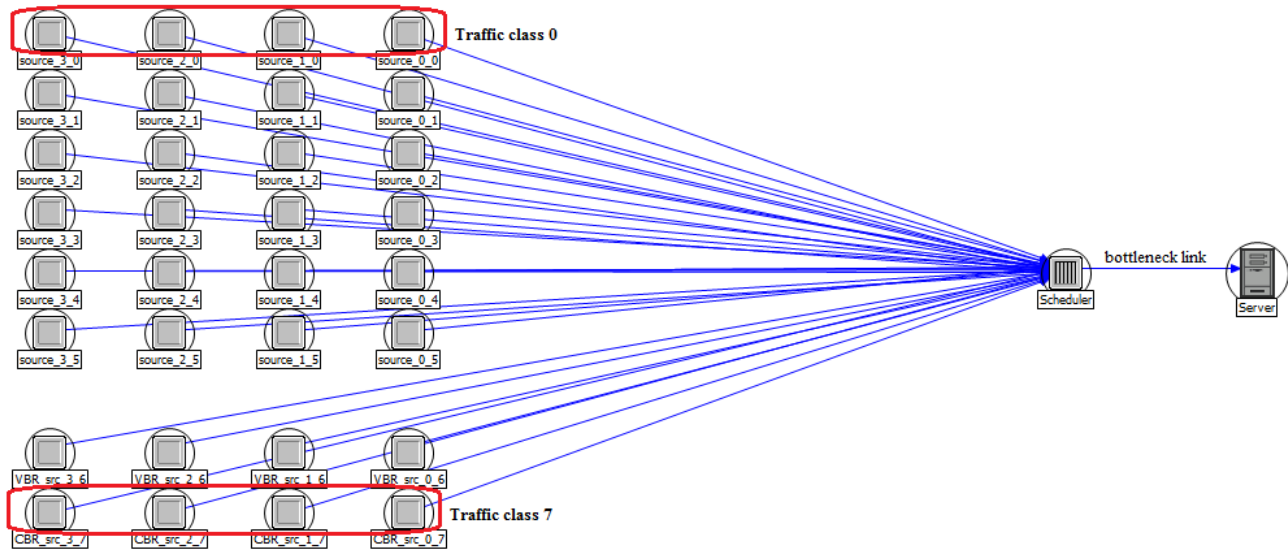 Traffic class 0
source_3_0 source_2_0 source_1_0 source_0_0
source_3_1 source_2_1 source_1_1 source_0_1
source_3_2 source_2_2 source_1_2 source_0_2
source_3_3 source_2_3 source_1_3 source_0_3
bottleneck link
source_3_4 source_2_4 source_1_4 source_0_4
Scheduler Server
source_3_5 source_2_5 source_1_5 source_0_5
VBR_src_3_6 VBR_src_2_6 VBR_src_1_6 VBR_src_0_6
Traffic class 7
CBR_src_3_7 CBR_src_2_7 CBR_src_1_7 CBR_src_0_7